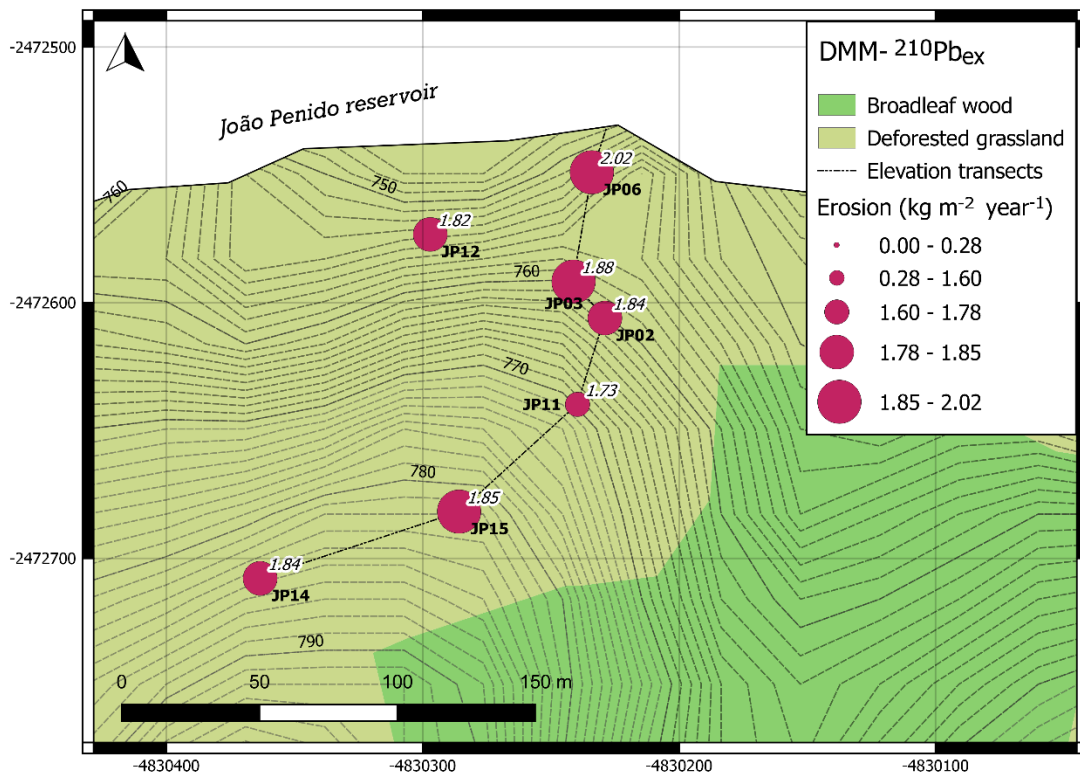 -2472500
-2472600
-2472700
-4830400
-4830300
-4830200
-4830100
João Penido reservoir
760
750
2.02
JP06
1.82
JP12
760
1.88
JP03
1.84
JP02
770
1.73
JP11
780
1.85
JP15
1.84
JP14
790
0 50 100 150 m
DMM- ²¹⁰Pbₑₓ
Broadleaf wood
Deforested grassland
Elevation transects
Erosion (kg m⁻² year⁻¹)
0.00 - 0.28
0.28 - 1.60
1.60 - 1.78
1.78 - 1.85
1.85 - 2.02